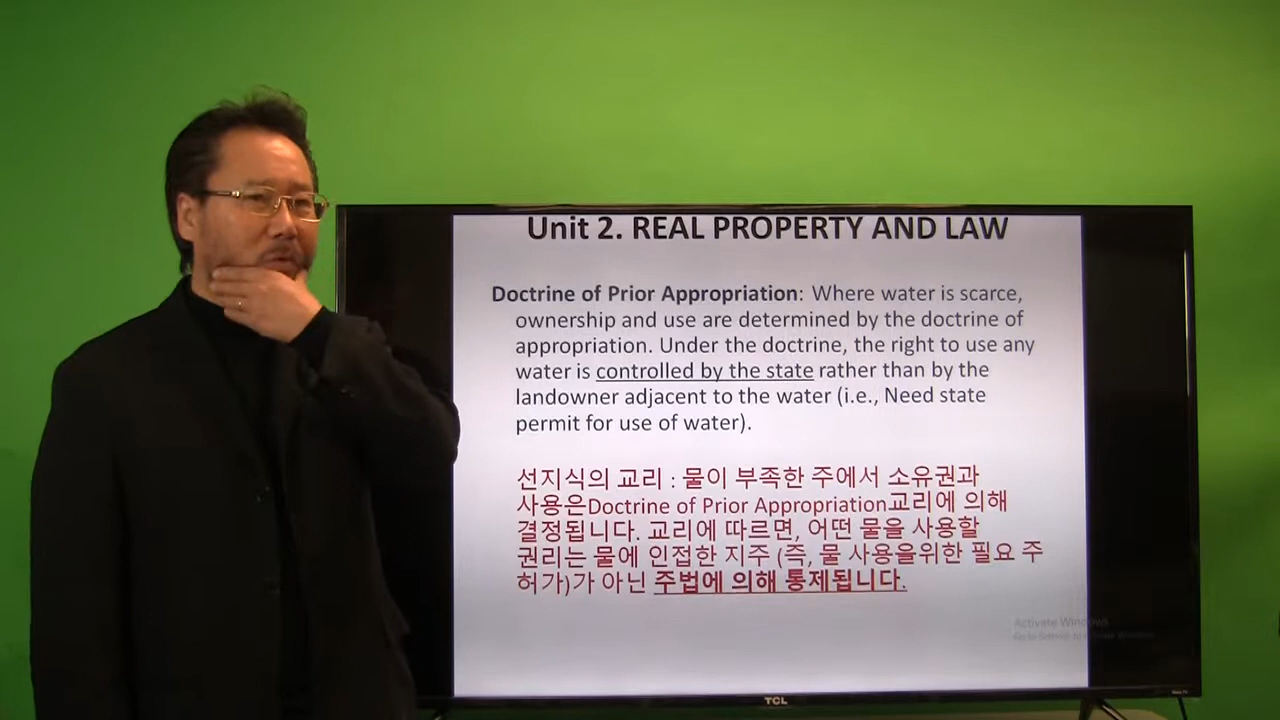 Unit 2. REAL PROPERTY AND LAW
Doctrine of Prior Appropriation: Where water is scarce,
ownership and use are determined by the doctrine of
appropriation. Under the doctrine, the right to use any
water is controlled by the state rather than by the
landowner adjacent to the water (i.e., Need state
permit for use of water).
선지식의 교리 : 물이 부족한 주에서 소유권과
사용은Doctrine of Prior Appropriation교리에 의해
결정됩니다. 교리에 따르면, 어떤 물을 사용할
권리는 물에 인접한 지주 (즉, 물 사용을위한 필요 주
허가)가 아닌 주법에 의해 통제됩니다.
Activate Windows
Go to Settings to Activate Windows.
TCL
Roku TV